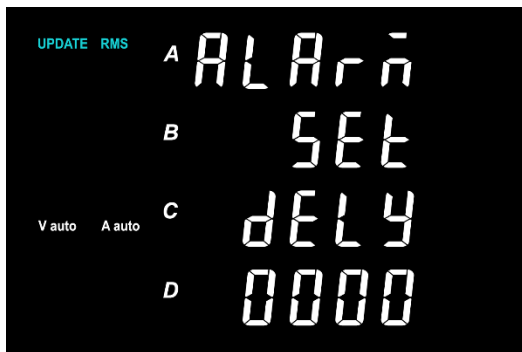 UPDATE RMS
A ALArm
B SEt
C dELY
V auto A auto
D 0000